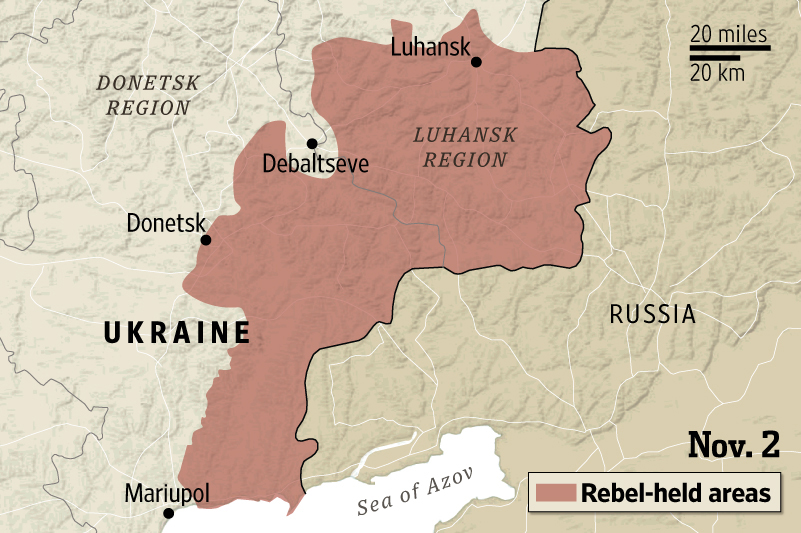 20 miles
20 km
Luhansk
DONETSK
REGION
LUHANSK
REGION
Debaltseve
Donetsk
UKRAINE
RUSSIA
Nov. 2
Mariupol
Sea of Azov
Rebel-held areas